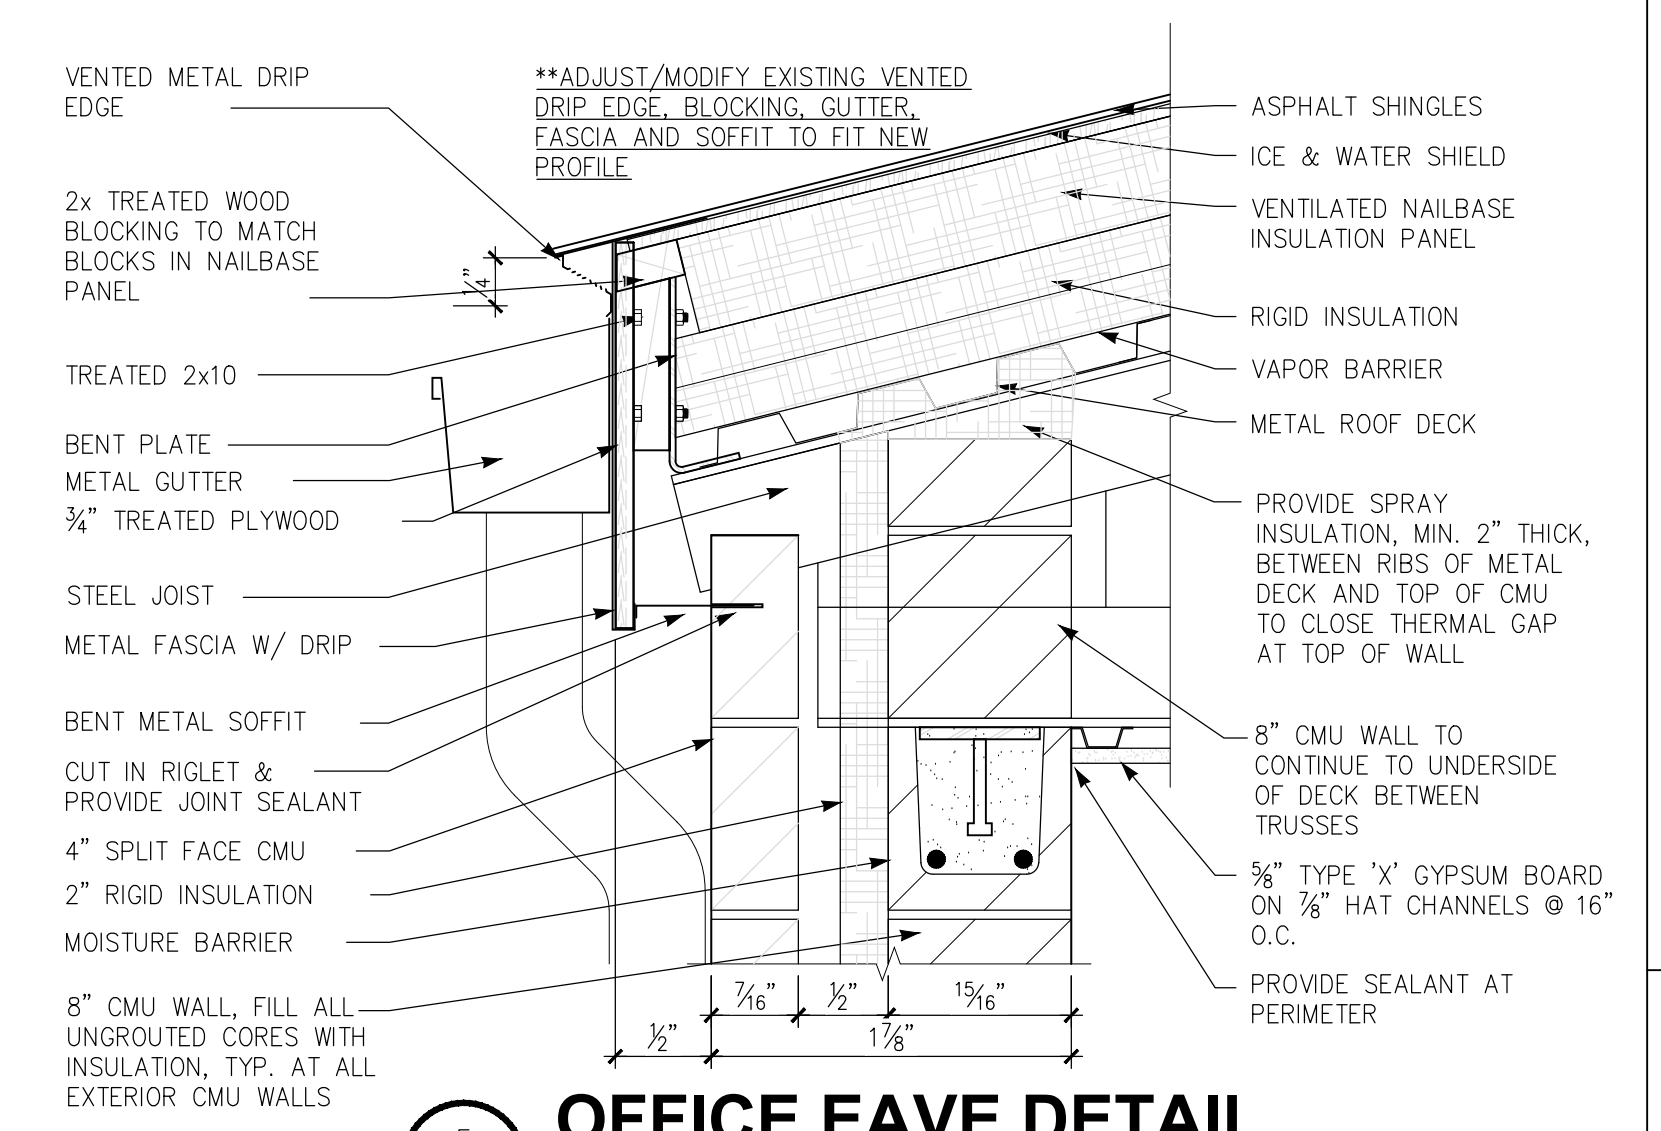 VENTED METAL DRIP
EDGE
**ADJUST/MODIFY EXISTING VENTED
DRIP EDGE, BLOCKING, GUTTER,
FASCIA AND SOFFIT TO FIT NEW
PROFILE
2x TREATED WOOD
BLOCKING TO MATCH
BLOCKS IN NAILBASE
PANEL
1/4"
TREATED 2x10
BENT PLATE
METAL GUTTER
3/4" TREATED PLYWOOD
STEEL JOIST
METAL FASCIA W/ DRIP
BENT METAL SOFFIT
CUT IN RIGLET &
PROVIDE JOINT SEALANT
4" SPLIT FACE CMU
2" RIGID INSULATION
MOISTURE BARRIER
8" CMU WALL, FILL ALL
UNGROUTED CORES WITH
INSULATION, TYP. AT ALL
EXTERIOR CMU WALLS
ASPHALT SHINGLES
ICE & WATER SHIELD
VENTILATED NAILBASE
INSULATION PANEL
RIGID INSULATION
VAPOR BARRIER
METAL ROOF DECK
PROVIDE SPRAY
INSULATION, MIN. 2" THICK,
BETWEEN RIBS OF METAL
DECK AND TOP OF CMU
TO CLOSE THERMAL GAP
AT TOP OF WALL
8" CMU WALL TO
CONTINUE TO UNDERSIDE
OF DECK BETWEEN
TRUSSES
5/8" TYPE 'X' GYPSUM BOARD
ON 7/8" HAT CHANNELS @ 16"
O.C.
PROVIDE SEALANT AT
PERIMETER
7/16" 1/2" 15/16"
1/2" 1 7/8"
OFFICE EAVE DETAIL